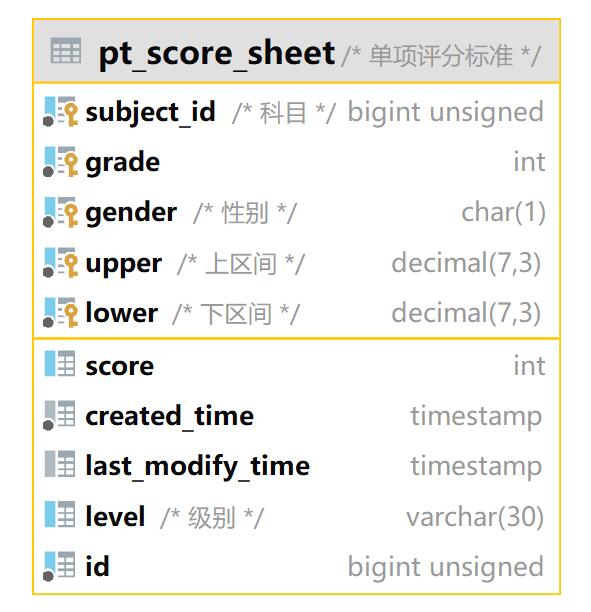 pt_score_sheet /* 单项评分标准 */
subject_id /* 科目 */ bigint unsigned
grade int
gender /* 性别 */ char(1)
upper /* 上区间 */ decimal(7,3)
lower /* 下区间 */ decimal(7,3)
score int
created_time timestamp
last_modify_time timestamp
level /* 级别 */ varchar(30)
id bigint unsigned